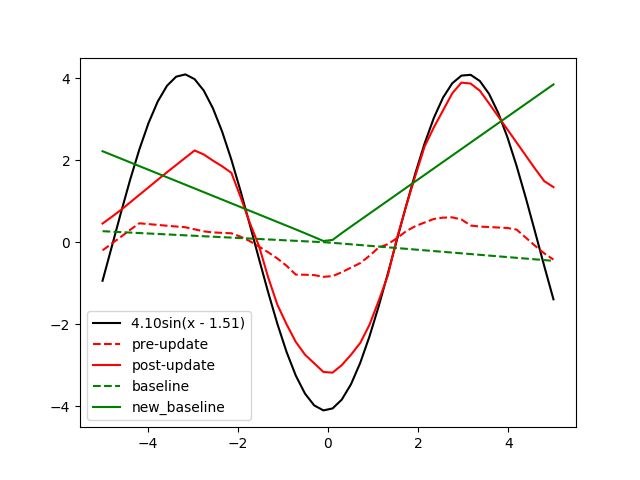 4
2
0
−2
−4
4.10sin(x - 1.51)
pre-update
post-update
baseline
new_baseline
−4 −2 0 2 4